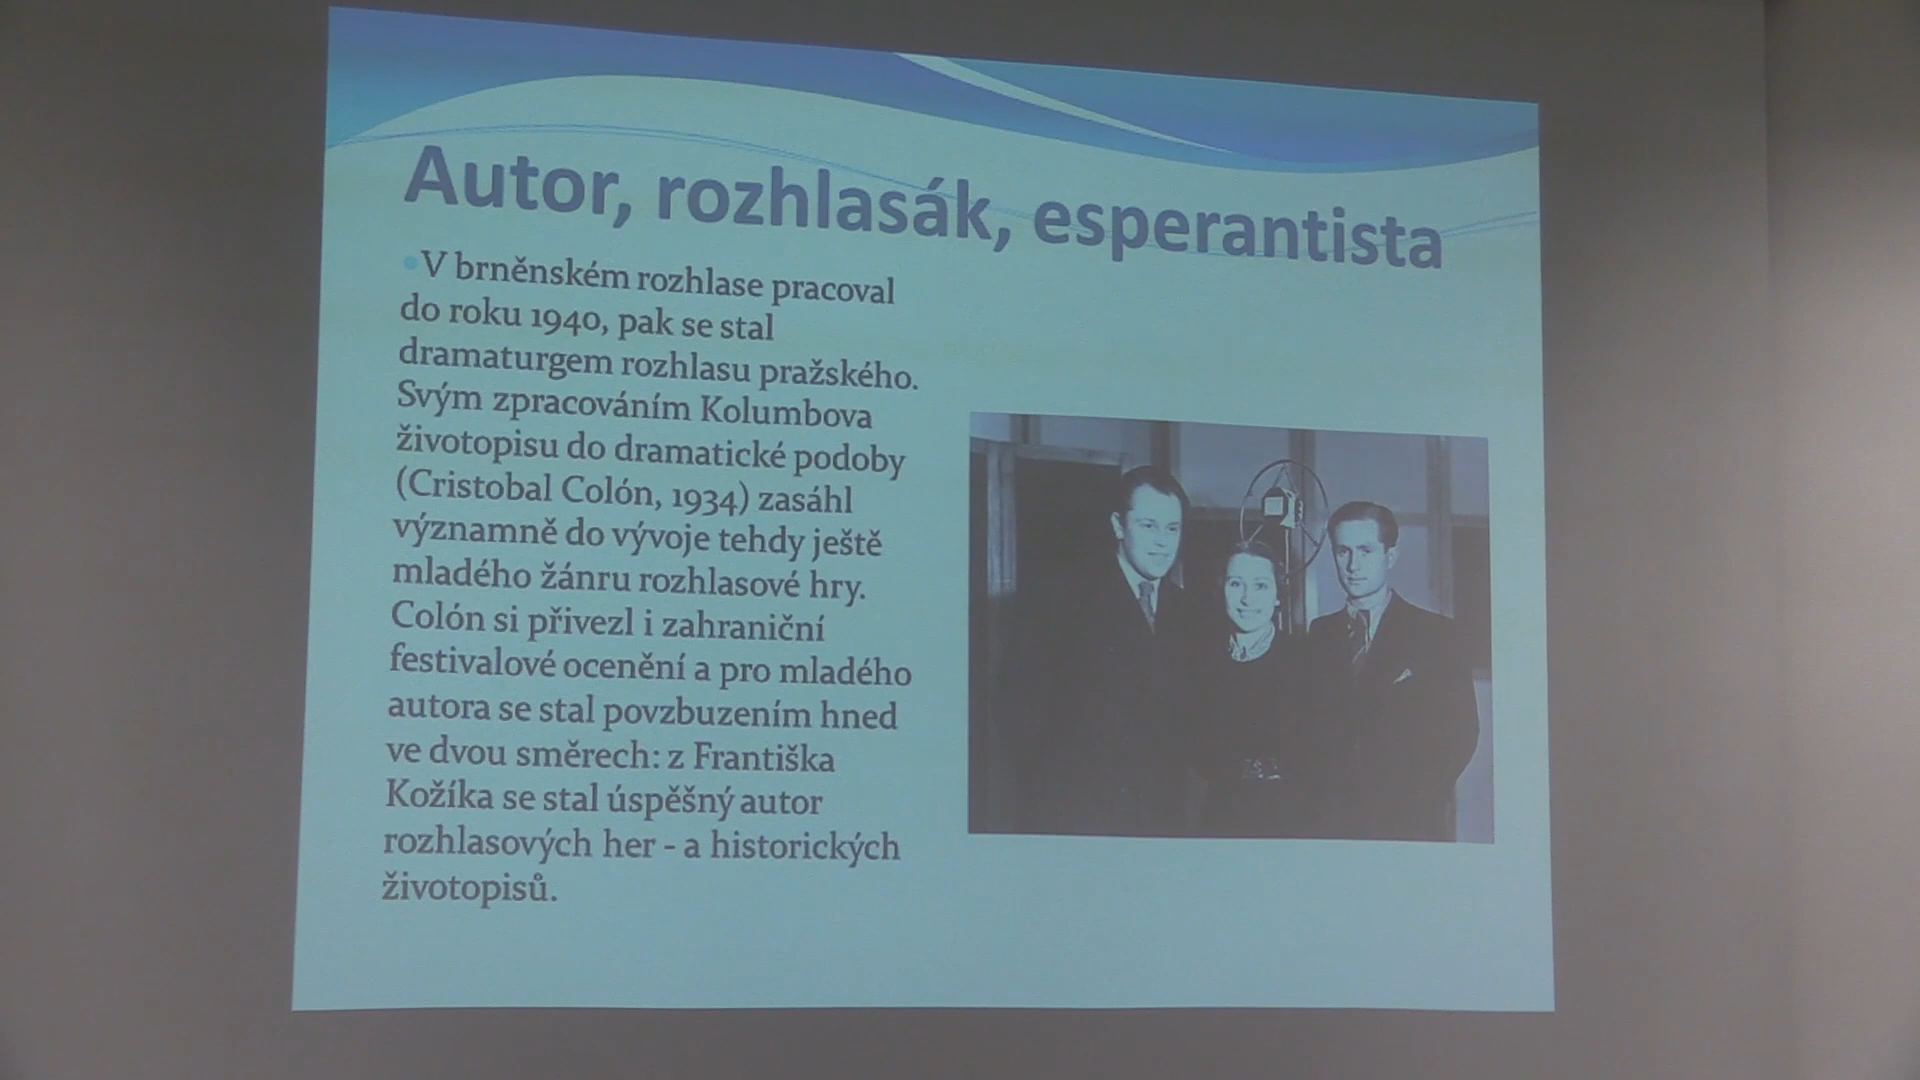 Autor, rozhlasák, esperantista
•V brněnském rozhlase pracoval
do roku 1940, pak se stal
dramaturgem rozhlasu pražského.
Svým zpracováním Kolumbova
životopisu do dramatické podoby
(Cristobal Colón, 1934) zasáhl
významně do vývoje tehdy ještě
mladého žánru rozhlasové hry.
Colón si přivezl i zahraniční
festivalové ocenění a pro mladého
autora se stal povzbuzením hned
ve dvou směrech: z Františka
Kožíka se stal úspěšný autor
rozhlasových her - a historických
životopisů.